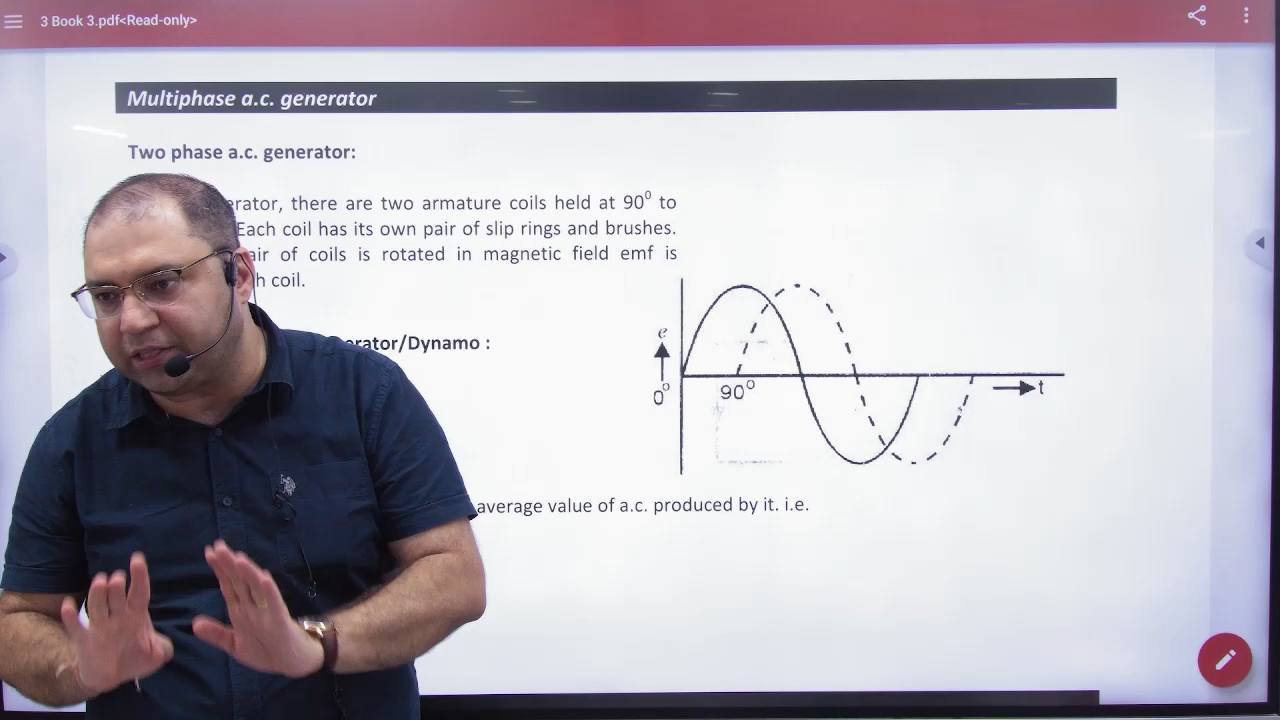 3 Book 3.pdf<Read-only>
Multiphase a.c. generator
Two phase a.c. generator:
erator, there are two armature coils held at 90⁰ to
Each coil has its own pair of slip rings and brushes.
air of coils is rotated in magnetic field emf is
h coil.
erator/Dynamo :
e
0⁰
90⁰
t
average value of a.c. produced by it. i.e.